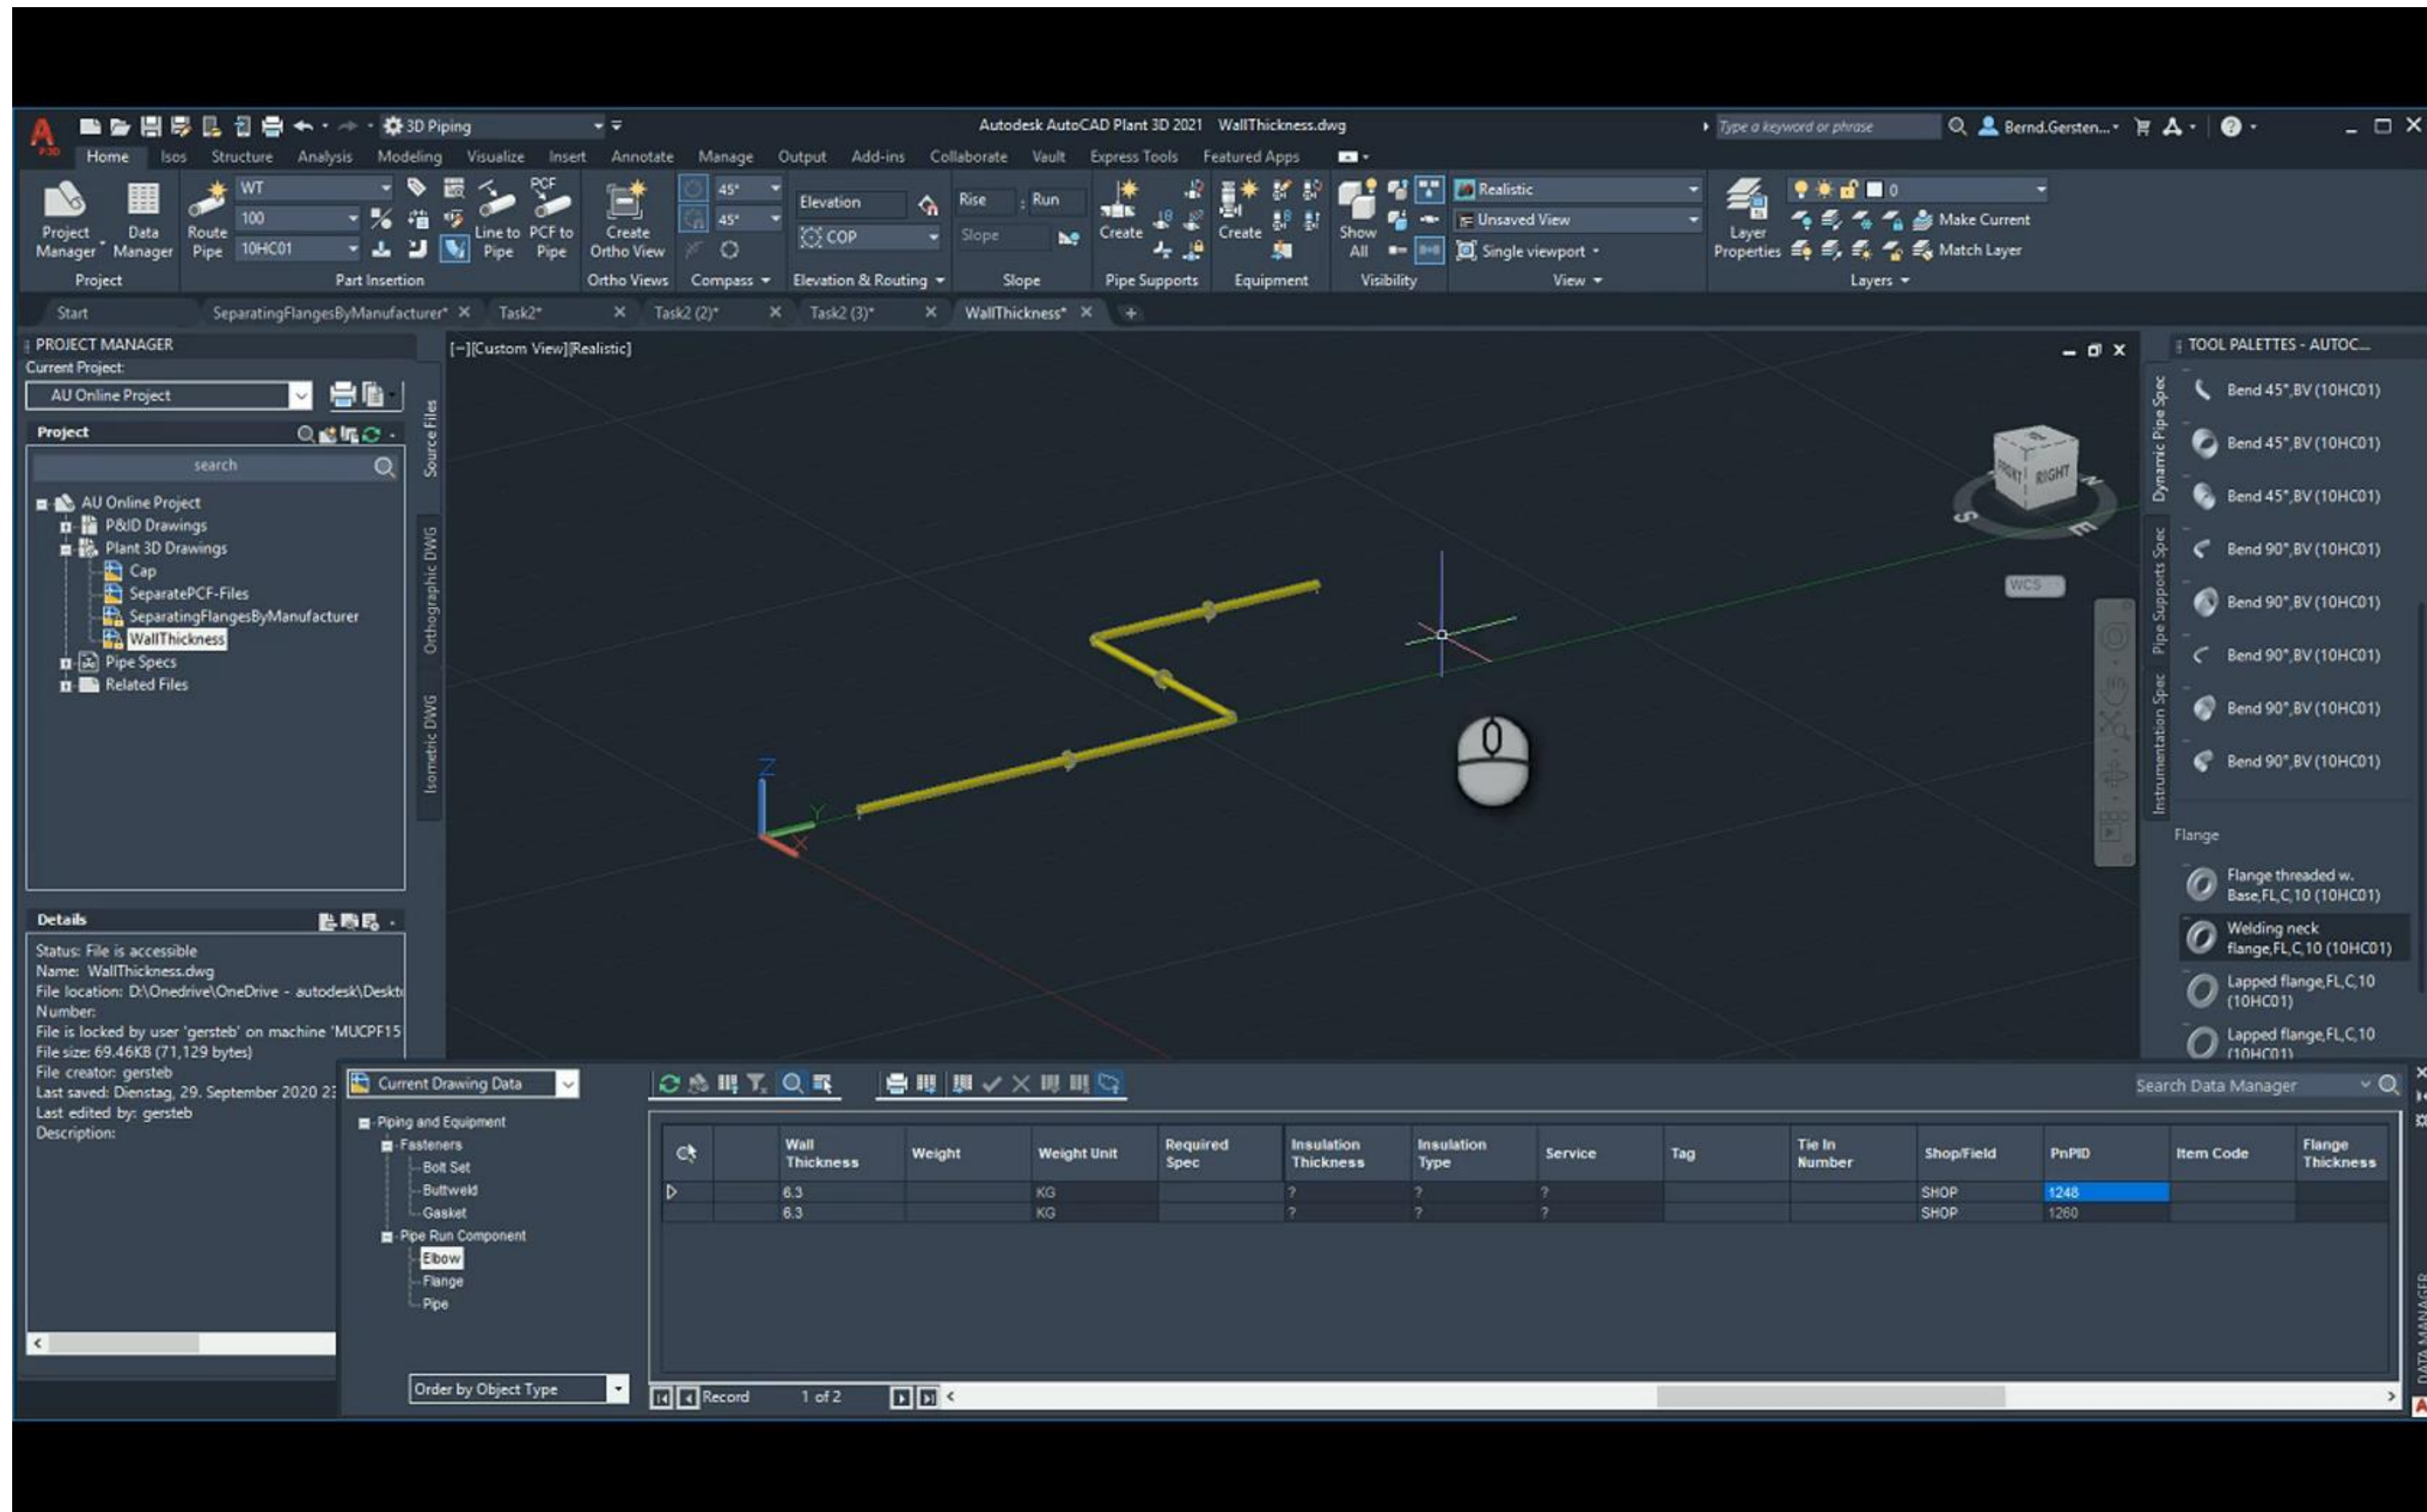 3D Piping
Autodesk AutoCAD Plant 3D 2021 WallThickness.dwg
Type a keyword or phrase
Bernd.Gersten...
P3D
Home Isos Structure Analysis Modeling Visualize Insert Annotate Manage Output Add-ins Collaborate Vault Express Tools Featured Apps
Project Manager
Data Manager
Project
Route Pipe
WT
100
10HC01
Line to Pipe
PCF
PCF to Pipe
Part Insertion
Create Ortho View
Ortho Views
45°
45°
Compass
Elevation
COP
Elevation & Routing
Rise : Run
Slope
Slope
Create
Pipe Supports
Create
Equipment
Show All
Visibility
Realistic
Unsaved View
Single viewport
View
Layer Properties
0
Make Current
Match Layer
Layers
Start SeparatingFlangesByManufacturer* Task2* Task2 (2)* Task2 (3)* WallThickness*
PROJECT MANAGER
Current Project:
AU Online Project
Project
search
AU Online Project
P&ID Drawings
Plant 3D Drawings
Cap
SeparatePCF-Files
SeparatingFlangesByManufacturer
WallThickness
Pipe Specs
Related Files
Source Files
Orthographic DWG
Isometric DWG
Details
Status: File is accessible
Name: WallThickness.dwg
File location: D:\Onedrive\OneDrive - autodesk\Deskt
Number:
File is locked by user 'gersteb' on machine 'MUCPF15
File size: 69.46KB (71,129 bytes)
File creator: gersteb
Last saved: Dienstag, 29. September 2020 23
Last edited by: gersteb
Description:
[−][Custom View][Realistic]
Z
Y
X
FRONT
RIGHT
S
E
WCS
TOOL PALETTES - AUTOC...
Dynamic Pipe Spec
Pipe Supports Spec
Instrumentation Spec
Bend 45°,BV (10HC01)
Bend 45°,BV (10HC01)
Bend 45°,BV (10HC01)
Bend 90°,BV (10HC01)
Bend 90°,BV (10HC01)
Bend 90°,BV (10HC01)
Bend 90°,BV (10HC01)
Bend 90°,BV (10HC01)
Flange
Flange threaded w.
Base,FL,C,10 (10HC01)
Welding neck
flange,FL,C,10 (10HC01)
Lapped flange,FL,C,10
(10HC01)
Lapped flange,FL,C,10
(10HC01)
Current Drawing Data
Search Data Manager
Piping and Equipment
Fasteners
Bolt Set
Buttweld
Gasket
Pipe Run Component
Elbow
Flange
Pipe
Order by Object Type
Wall Thickness Weight Weight Unit Required Spec Insulation Thickness Insulation Type Service Tag Tie In Number Shop/Field PnPID Item Code Flange Thickness
6.3 KG ? ? ? SHOP 1248
6.3 KG ? ? ? SHOP 1260
Record 1 of 2
DATA MANAGER